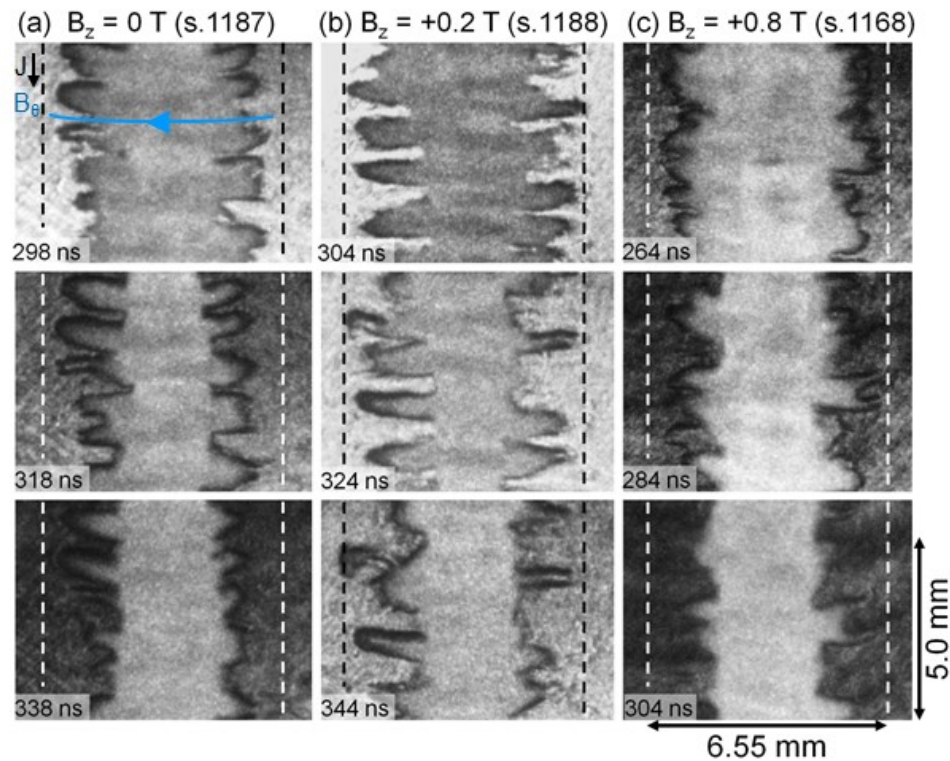 (a) B_z = 0 T (s.1187)
(b) B_z = +0.2 T (s.1188)
(c) B_z = +0.8 T (s.1168)
J
B_θ
298 ns
304 ns
264 ns
318 ns
324 ns
284 ns
338 ns
344 ns
304 ns
5.0 mm
6.55 mm